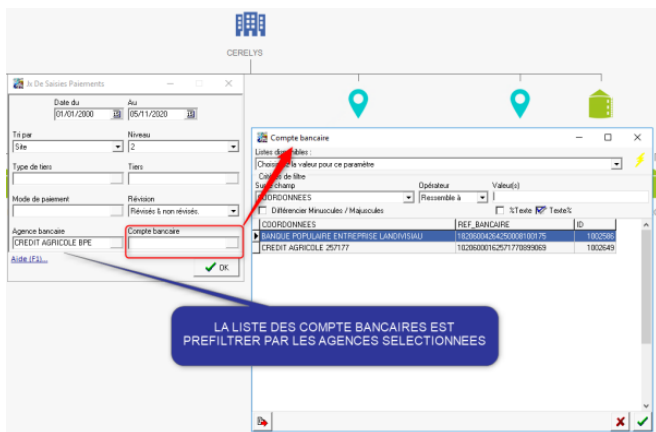 CERELYS
Jx De Saisies Paiements
Date du
Au
01/01/2000
05/11/2020
Tri par
Niveau
Site
2
Type de tiers
Tiers
Mode de paiement
Révision
Révisés & non révisés.
Agence bancaire
Compte bancaire
CREDIT AGRICOLE BPE
Aide (F1)...
OK
Compte bancaire
Listes disponibles :
la valeur pour ce paramètre
de filtre
champ
Opérateur
Valeur(s)
COORDONNEES
Ressemble à
Différencier Minuscules / Majuscules
%Texte
Texte%
COORDONNEES
REF_BANCAIRE
ID
BANQUE POPULAIRE ENTREPRISE LANDIVISIAU
18206004264250008100175
1002586
CREDIT AGRICOLE 257177
10206000162571770899069
1002649
LA LISTE DES COMPTE BANCAIRES EST
PREFILTRER PAR LES AGENCES SELECTIONNEES